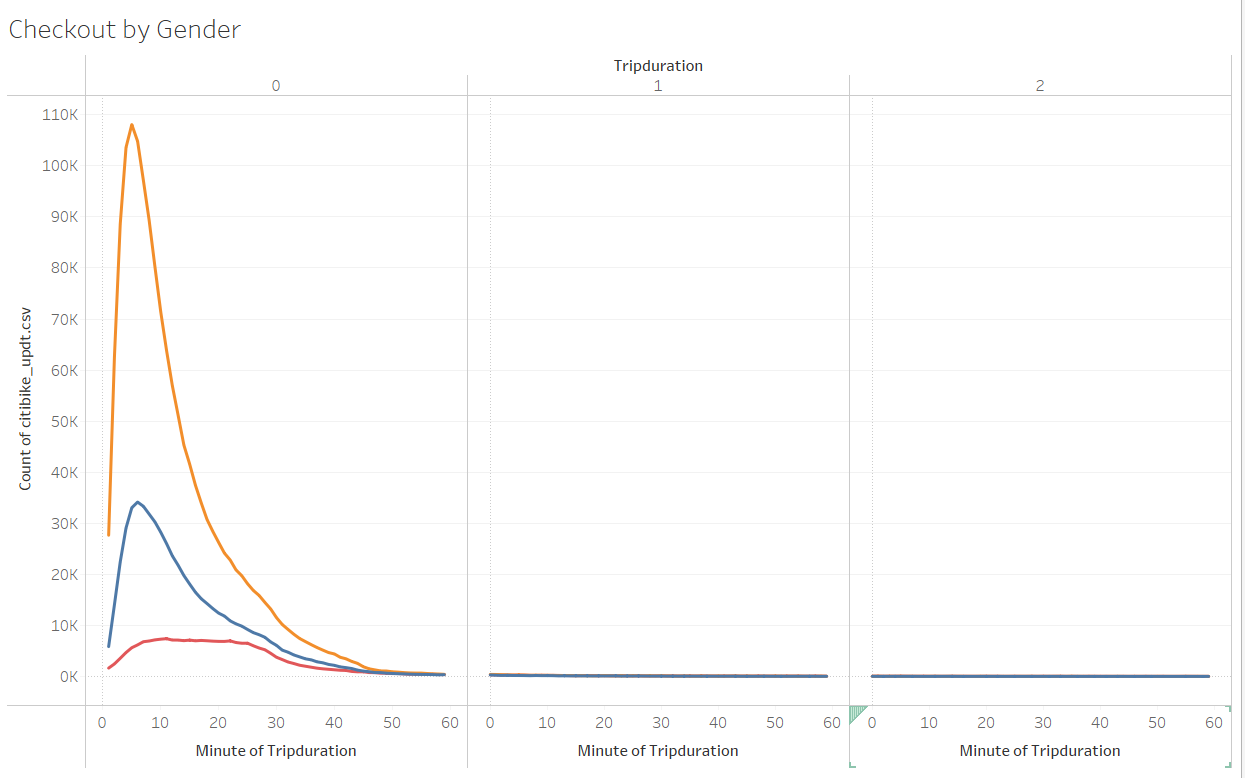 Checkout by Gender
Tripduration
0 1 2
110K
100K
90K
80K
70K
60K
50K
40K
30K
20K
10K
0K
Count of citibike_updt.csv
0 10 20 30 40 50 60 0 10 20 30 40 50 60 0 10 20 30 40 50 60
Minute of Tripduration Minute of Tripduration Minute of Tripduration